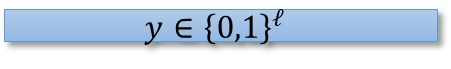 y ∈ {0,1}^ℓ